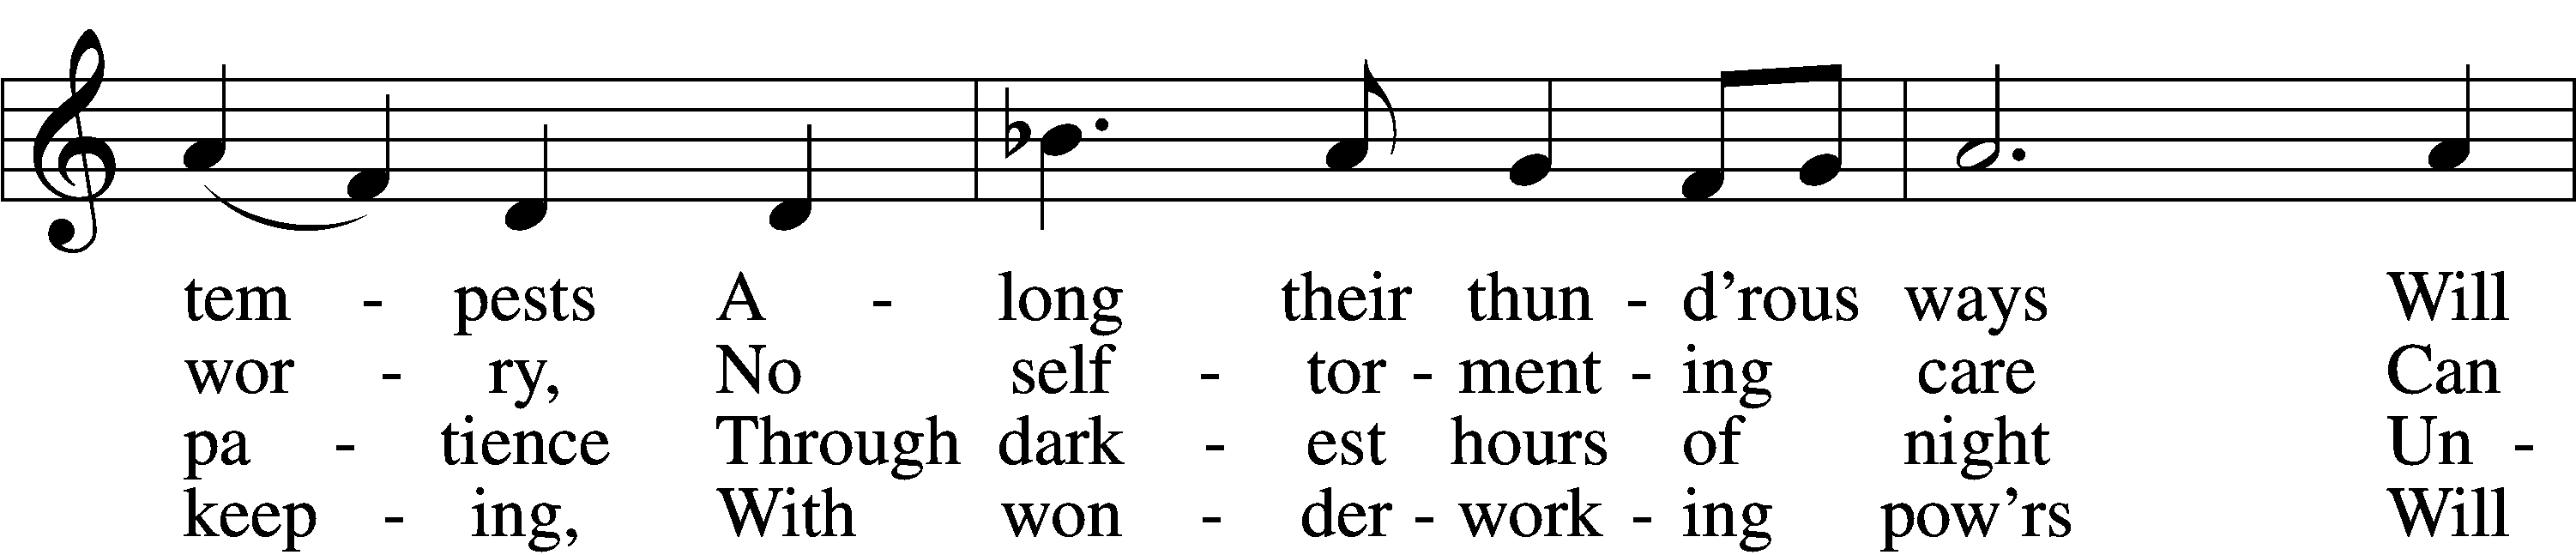 tem - pests A - long their thun - d’rous ways Will
wor - ry, No self - tor - ment - ing care Can
pa - tience Through dark - est hours of night Un -
keep - ing, With won - der - work - ing pow’rs Will